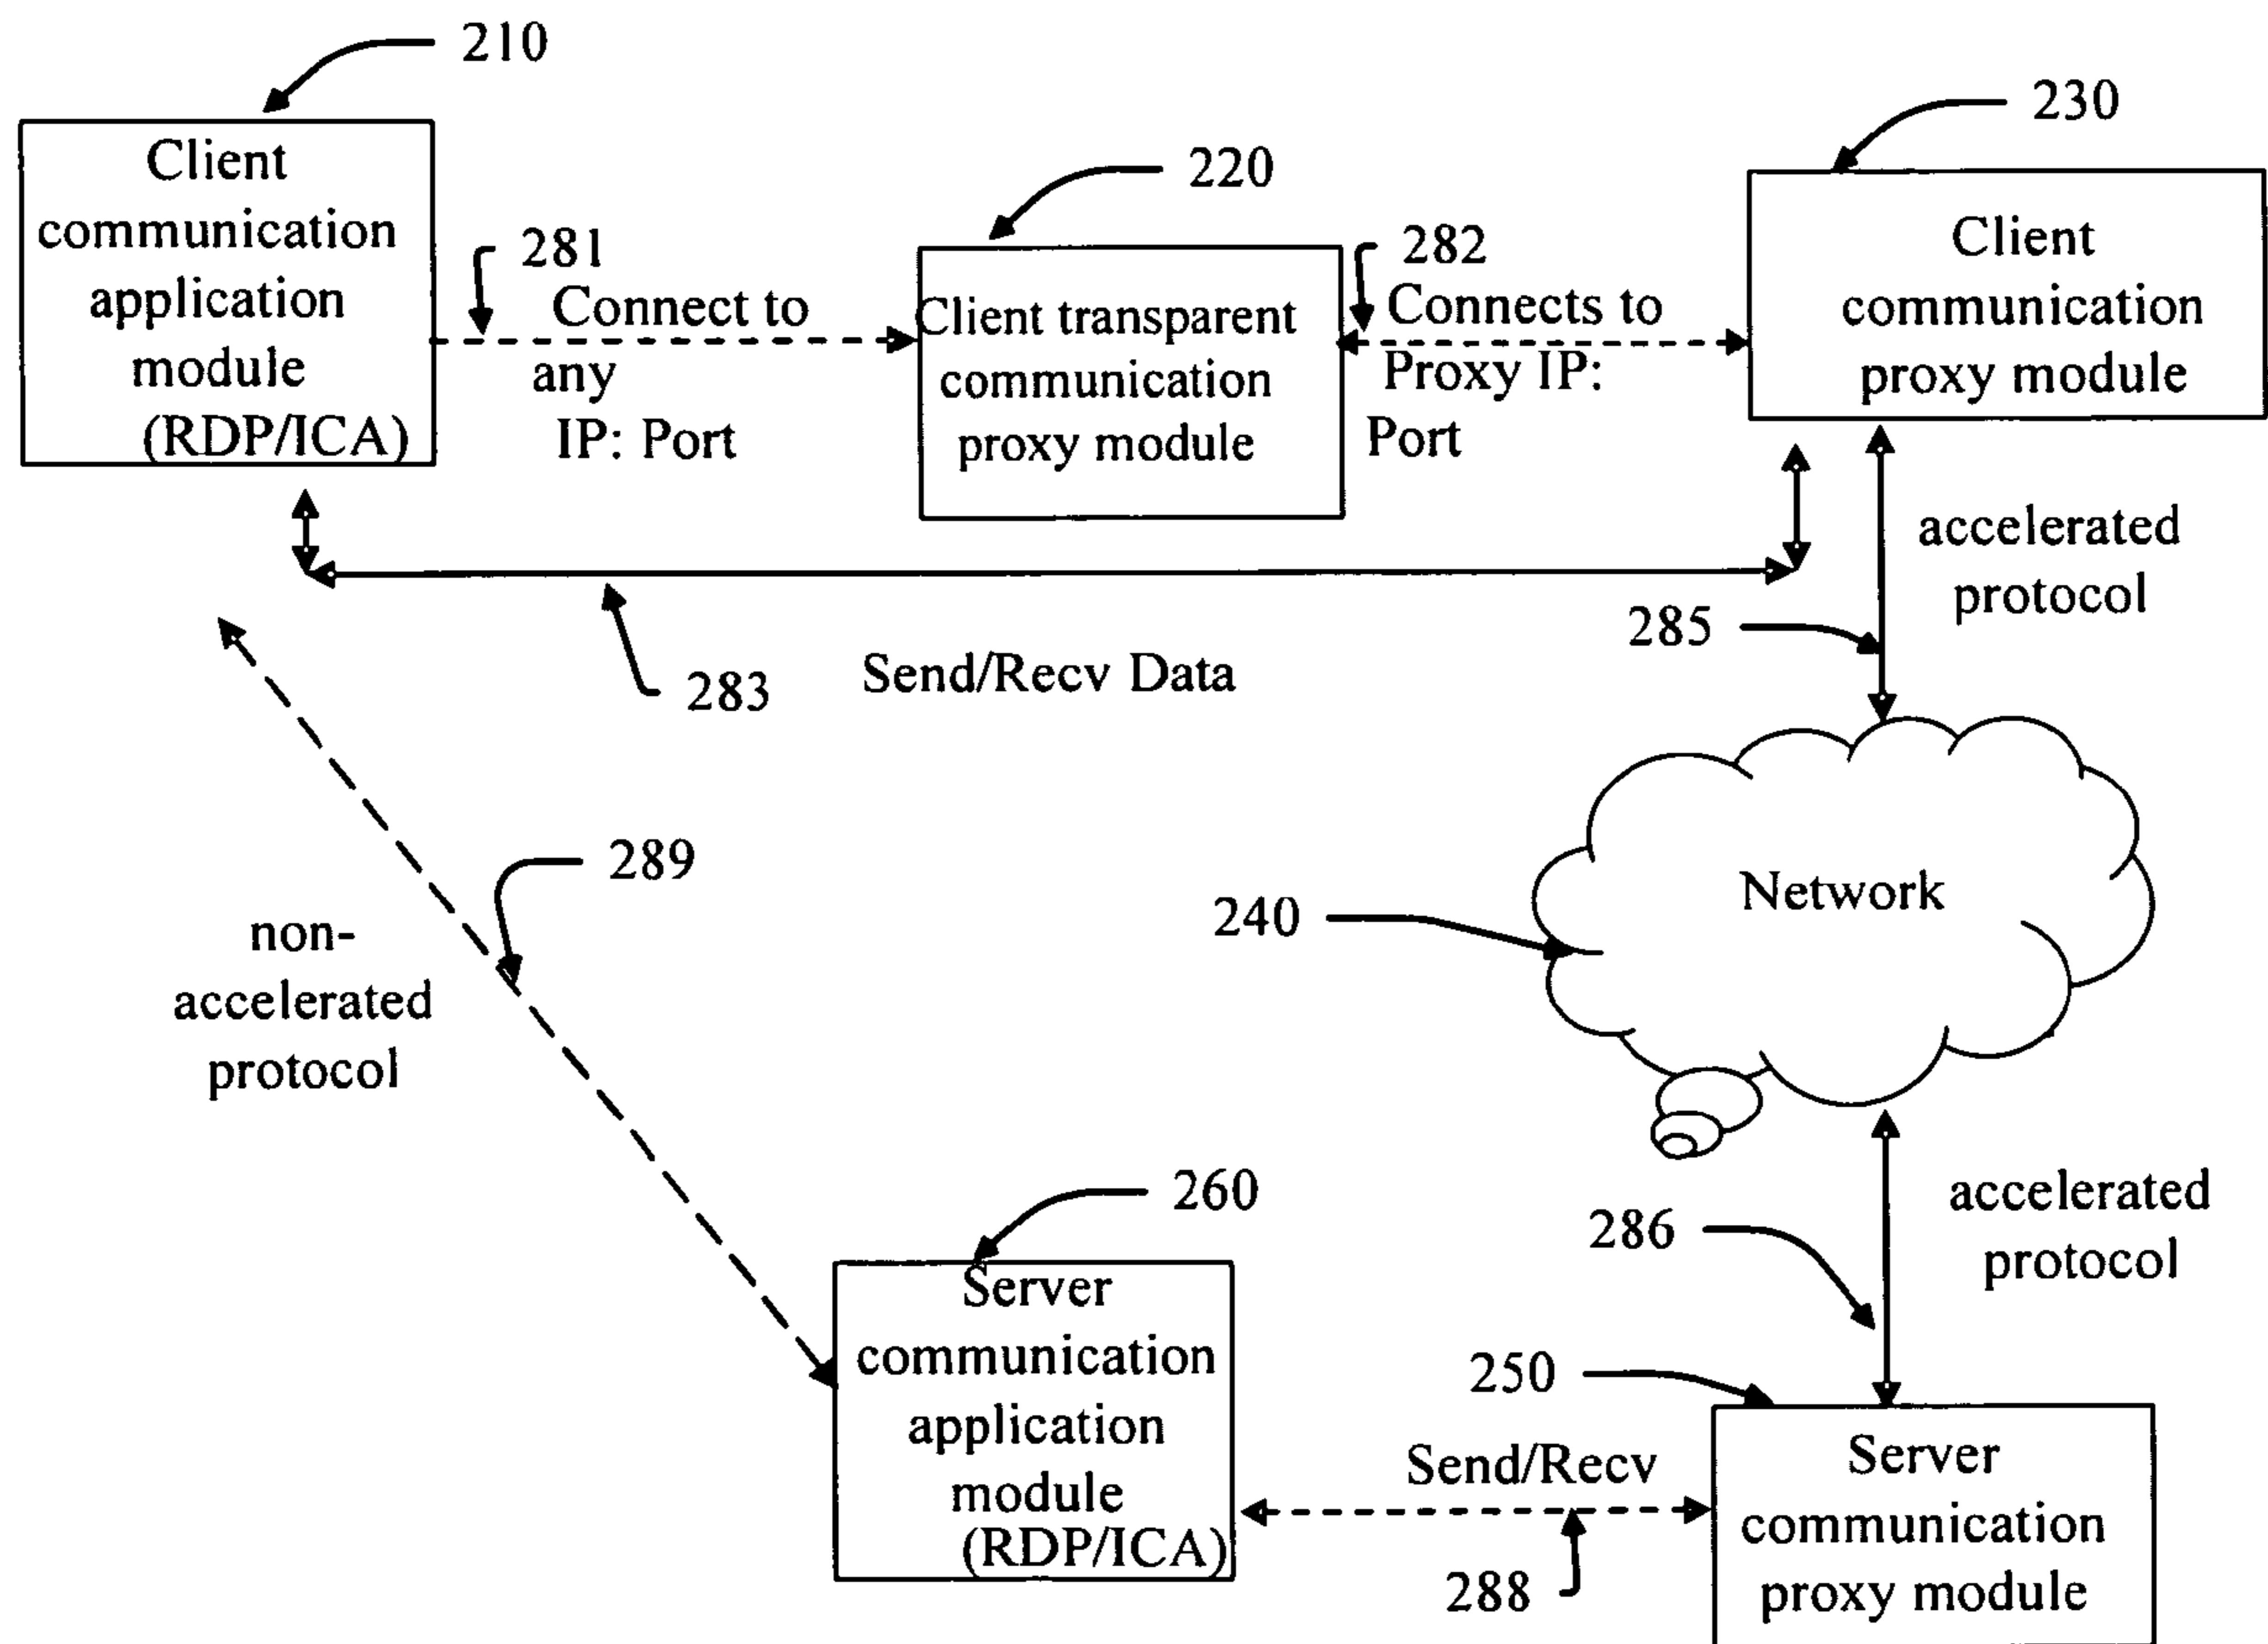 210
Client
communication
application
module
(RDP/ICA)
281
Connect to
any
IP: Port
220
Client transparent
communication
proxy module
282
Connects to
Proxy IP:
Port
230
Client
communication
proxy module
283
Send/Recv Data
accelerated
protocol
285
289
non-
accelerated
protocol
240
Network
260
Server
communication
application
module
(RDP/ICA)
286
accelerated
protocol
250
Send/Recv
288
Server
communication
proxy module